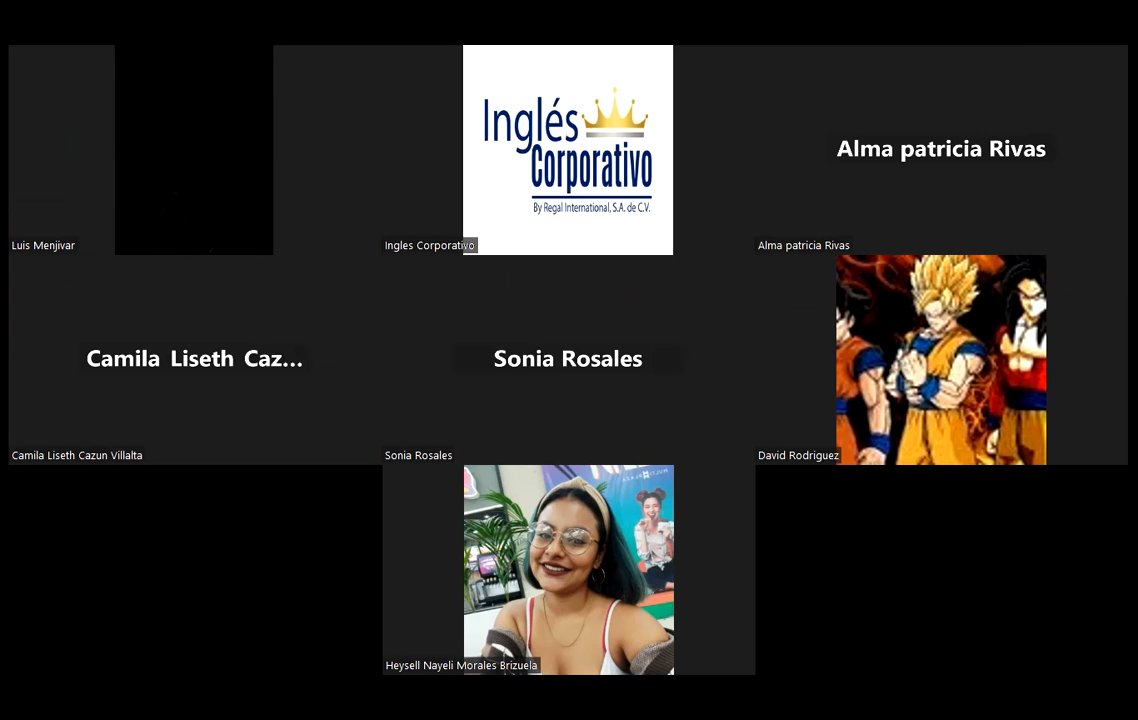 Inglés
Corporativo
By Regal International, S.A. de C.V.
Alma patricia Rivas
Luis Menjivar
Ingles Corporativo
Alma patricia Rivas
Camila Liseth Caz...
Sonia Rosales
Camila Liseth Cazun Villalta
Sonia Rosales
David Rodriguez
Heysell Nayeli Morales Brizuela